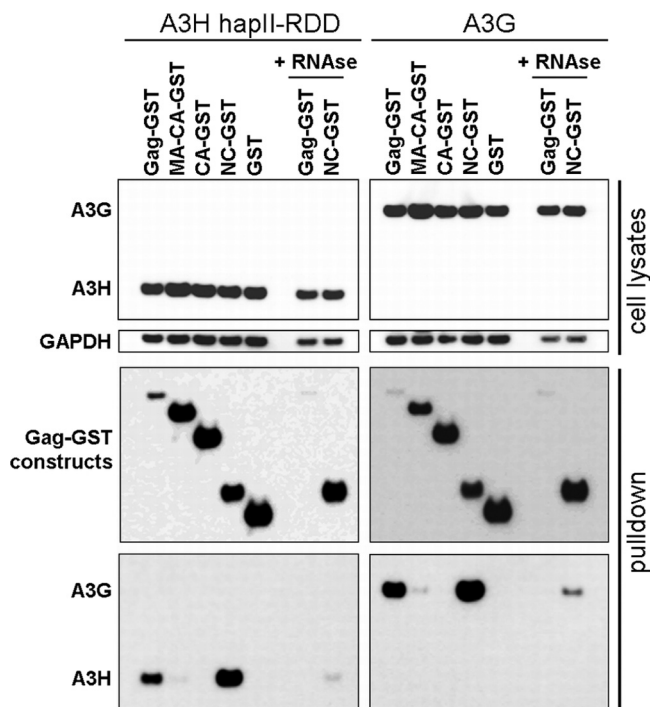 A3H hapII-RDD A3G
+ RNAse + RNAse
Gag-GST MA-CA-GST CA-GST NC-GST GST Gag-GST NC-GST Gag-GST MA-CA-GST CA-GST NC-GST GST Gag-GST NC-GST
A3G
A3H
GAPDH
cell lysates
Gag-GST
constructs
A3G
A3H
pulldown